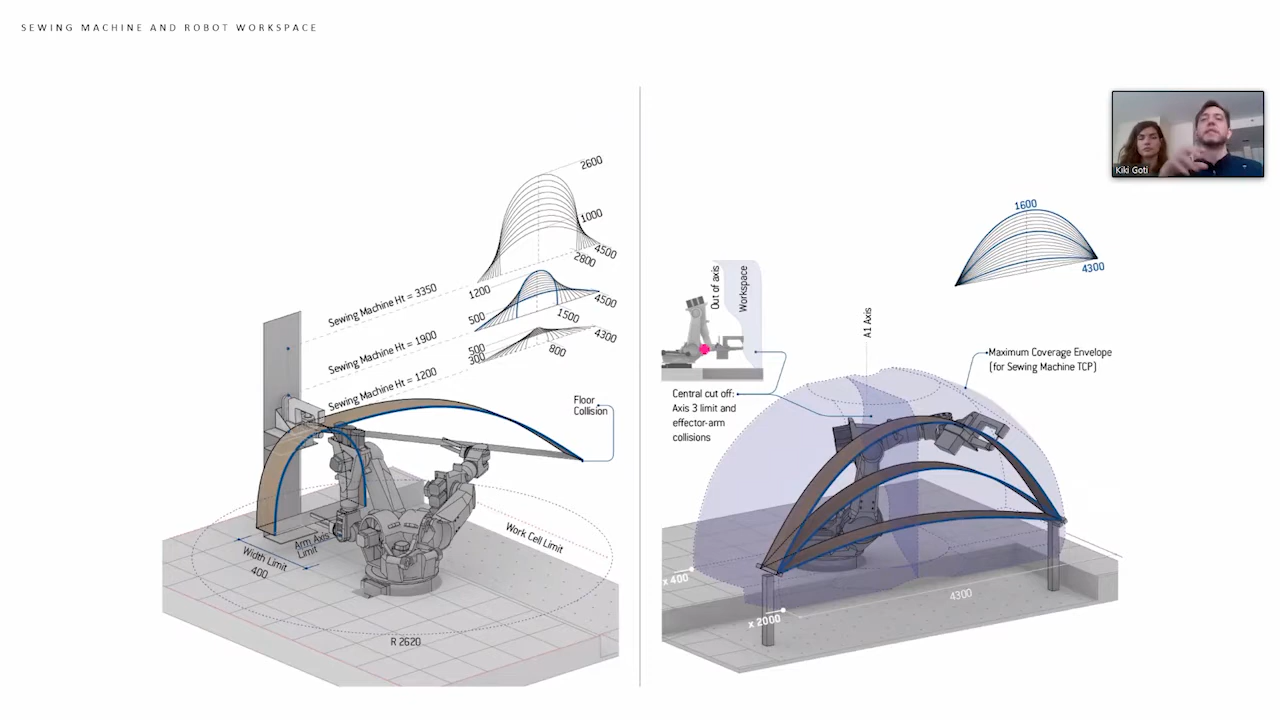 SEWING MACHINE AND ROBOT WORKSPACE
Kiki Goti
2600
1000
4500
2800
Sewing Machine Ht = 3350
1200
4500
1500
Sewing Machine Ht = 1900
500
4300
800
Sewing Machine Ht = 1200
500
300
Floor
Collision
Work Cell Limit
Arm Axis
Limit
Width Limit
400
R 2620
1600
4300
Out of axis
Workspace
A1 Axis
Maximum Coverage Envelope
(for Sewing Machine TCP)
Central cut off:
Axis 3 limit and
effector-arm
collisions
x 400
4300
x 2000